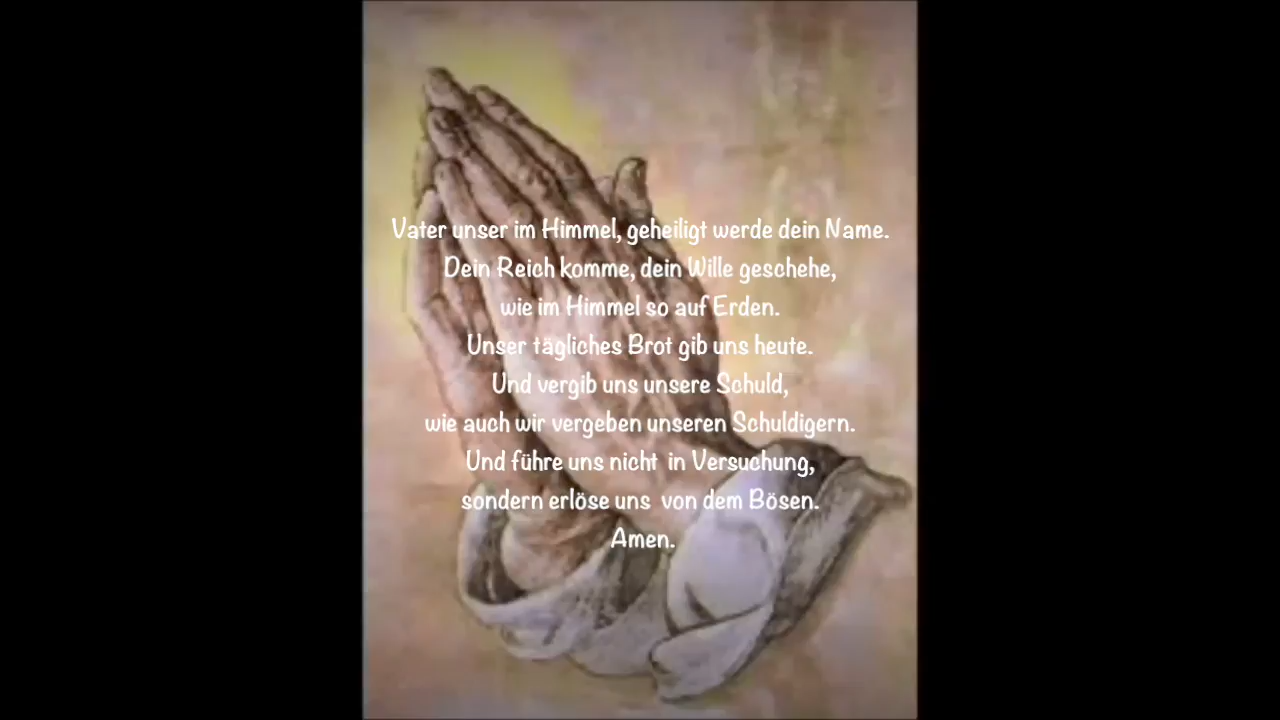 Vater unser im Himmel, geheiligt werde dein Name.
Dein Reich komme, dein Wille geschehe,
wie im Himmel so auf Erden.
Unser tägliches Brot gib uns heute.
Und vergib uns unsere Schuld,
wie auch wir vergeben unseren Schuldigern.
Und führe uns nicht in Versuchung,
sondern erlöse uns von dem Bösen.
Amen.